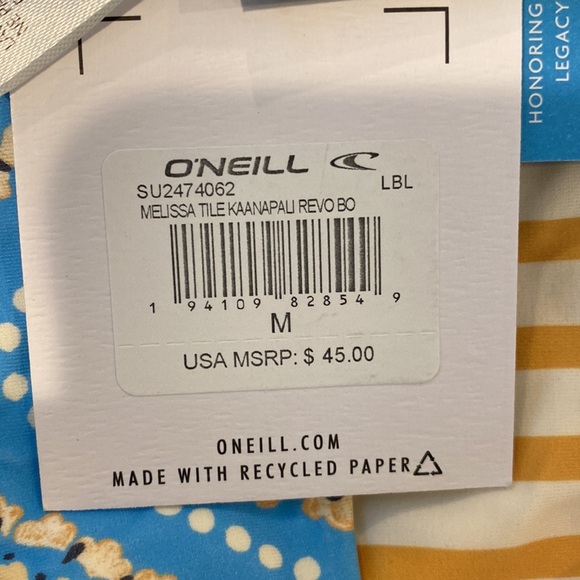 HONORING
LEGACY
O'NEILL
SU2474062 LBL
MELISSA TILE KAANAPALI REVO BO
1 94109 82854 9
M
USA MSRP: $ 45.00
ONEILL.COM
MADE WITH RECYCLED PAPER